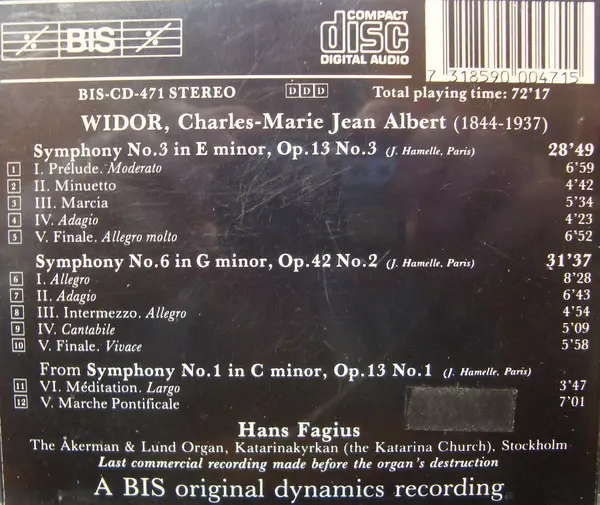 BIS
COMPACT
disc
DIGITAL AUDIO
7 318590 004715
BIS-CD-471 STEREO DDD Total playing time: 72'17
WIDOR, Charles-Marie Jean Albert (1844-1937)
Symphony No.3 in E minor, Op.13 No.3 (J. Hamelle, Paris) 28'49
1 I. Prélude. Moderato 6'59
2 II. Minuetto 4'42
3 III. Marcia 5'34
4 IV. Adagio 4'23
5 V. Finale. Allegro molto 6'52
Symphony No.6 in G minor, Op.42 No.2 (J. Hamelle, Paris) 31'37
6 I. Allegro 8'28
7 II. Adagio 6'43
8 III. Intermezzo. Allegro 4'54
9 IV. Cantabile 5'09
10 V. Finale. Vivace 5'58
From Symphony No.1 in C minor, Op.13 No.1 (J. Hamelle, Paris)
11 VI. Méditation. Largo 3'47
12 V. Marche Pontificale 7'01
Hans Fagius
The Åkerman & Lund Organ, Katarinakyrkan (the Katarina Church), Stockholm
Last commercial recording made before the organ's destruction
A BIS original dynamics recording